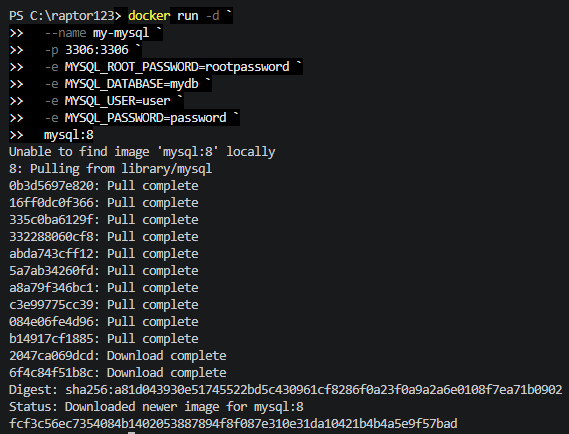 PS C:\raptor123> docker run -d `
>>   --name my-mysql `
>>   -p 3306:3306 `
>>   -e MYSQL_ROOT_PASSWORD=rootpassword `
>>   -e MYSQL_DATABASE=mydb `
>>   -e MYSQL_USER=user `
>>   -e MYSQL_PASSWORD=password `
>>   mysql:8
Unable to find image 'mysql:8' locally
8: Pulling from library/mysql
0b3d5697e820: Pull complete
16ff0dc0f366: Pull complete
335c0ba6129f: Pull complete
332288060cf8: Pull complete
abda743cff12: Pull complete
5a7ab34260fd: Pull complete
a8a79f346bc1: Pull complete
c3e99775cc39: Pull complete
084e06fe4d96: Pull complete
b14917cf1885: Pull complete
2047ca069dcd: Download complete
6f4c84f51b8c: Download complete
Digest: sha256:a81d043930e51745522bd5c430961cf8286f0a23f0a9a2a6e0108f7ea71b0902
Status: Downloaded newer image for mysql:8
fcf3c56ec7354084b1402053887894f8f087e310e31da10421b4b4a5e9f57bad